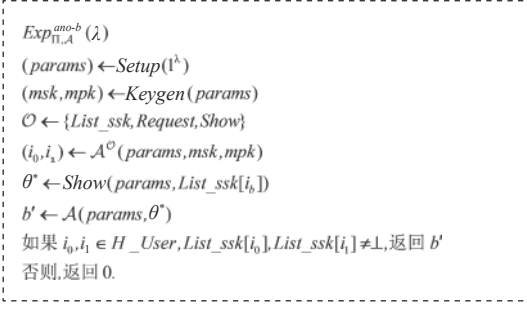 Exp^{ano-b}_{Π,A}(λ)
(params)←Setup(1^λ)
(msk,mpk)←Keygen(params)
O←{List_ssk,Request,Show}
(i_0,i_1)←A^O(params,msk,mpk)
θ*←Show(params,List_ssk[i_b])
b′←A(params,θ*)
如果 i_0,i_1∈H_User,List_ssk[i_0],List_ssk[i_1]≠⊥,返回 b′
否则,返回 0.